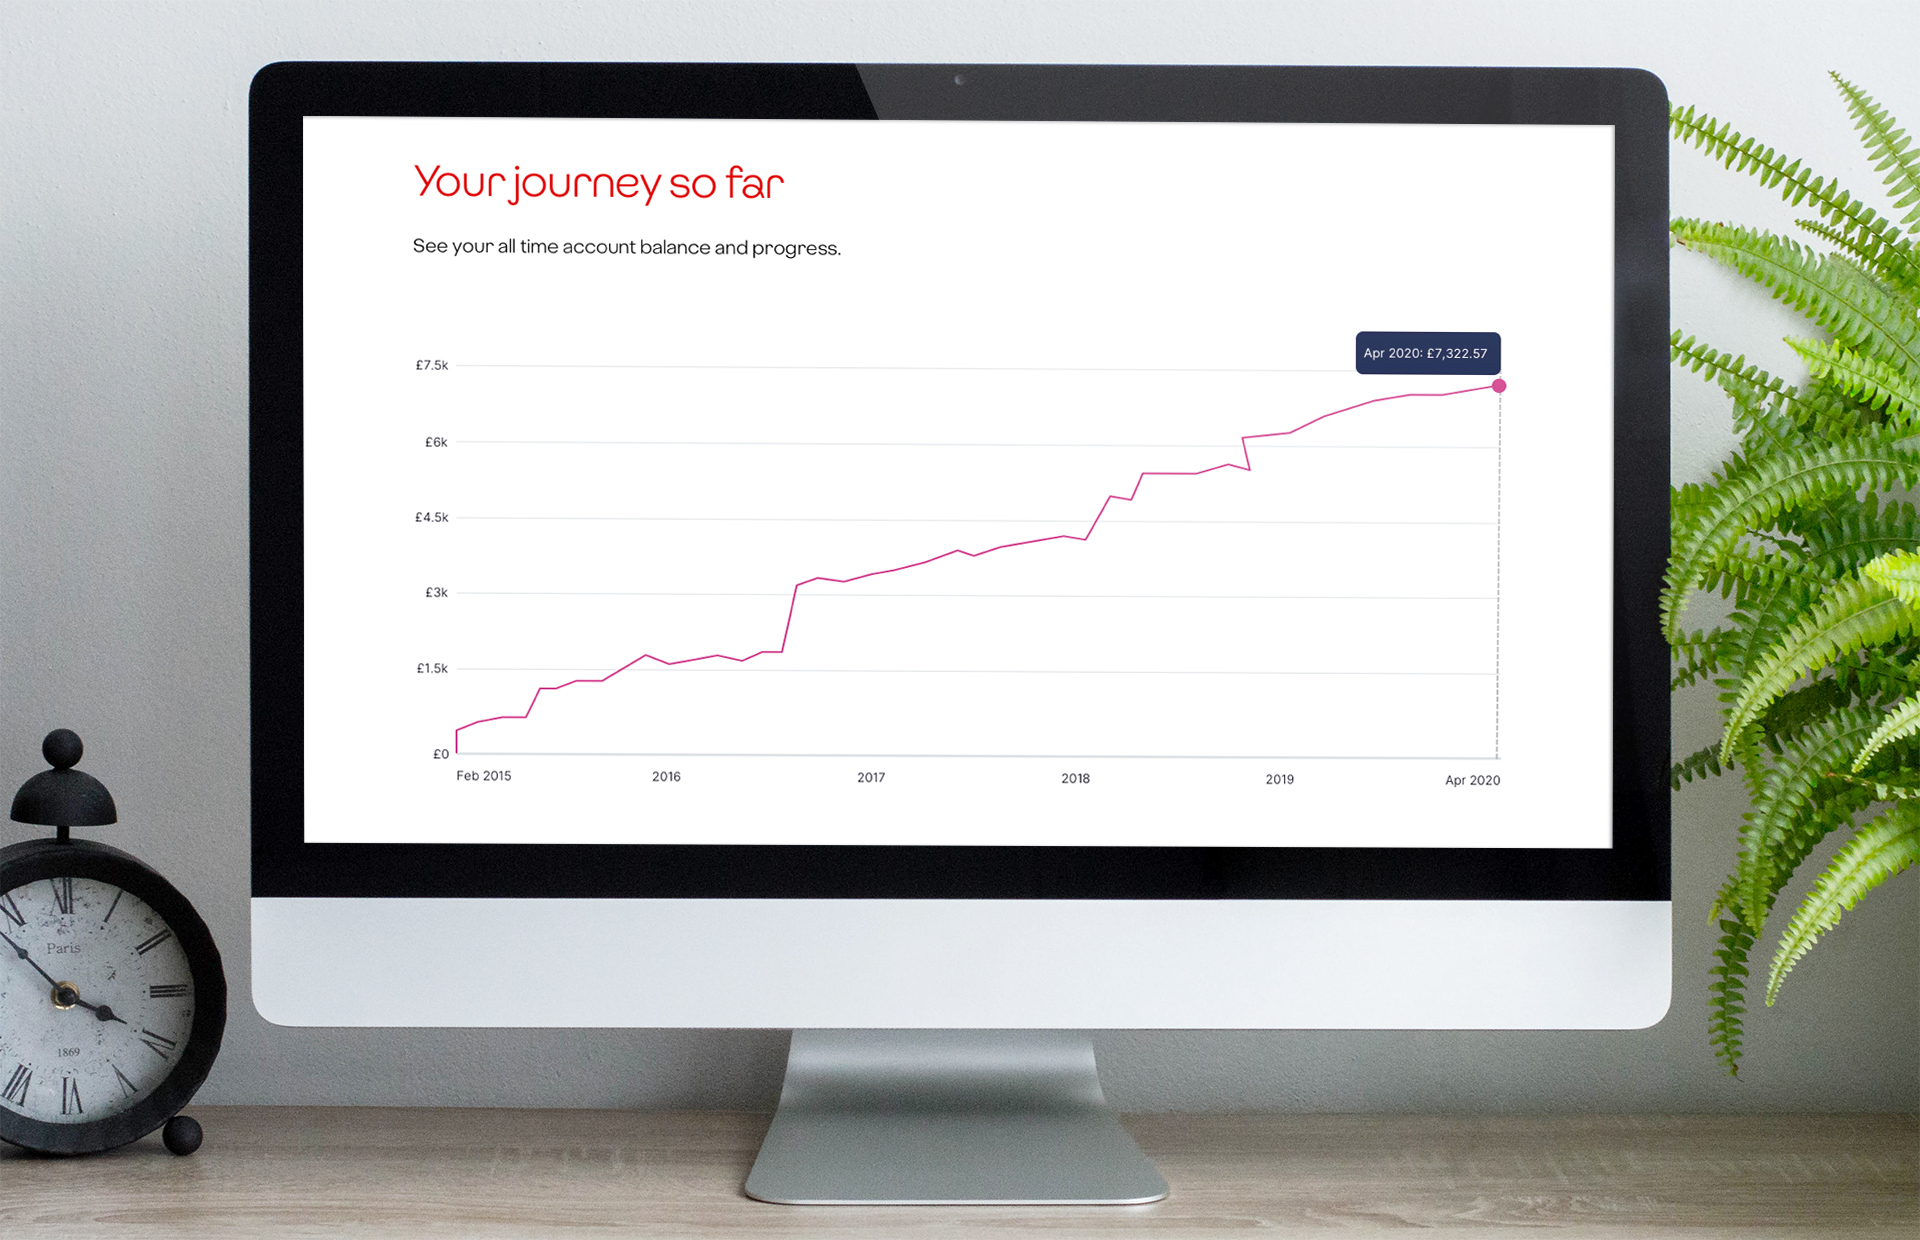 Your journey so far
See your all time account balance and progress.
Apr 2020: £7,322.57
£7.5k
£6k
£4.5k
£3k
£1.5k
£0
Feb 2015 2016 2017 2018 2019 Apr 2020
Paris
1869